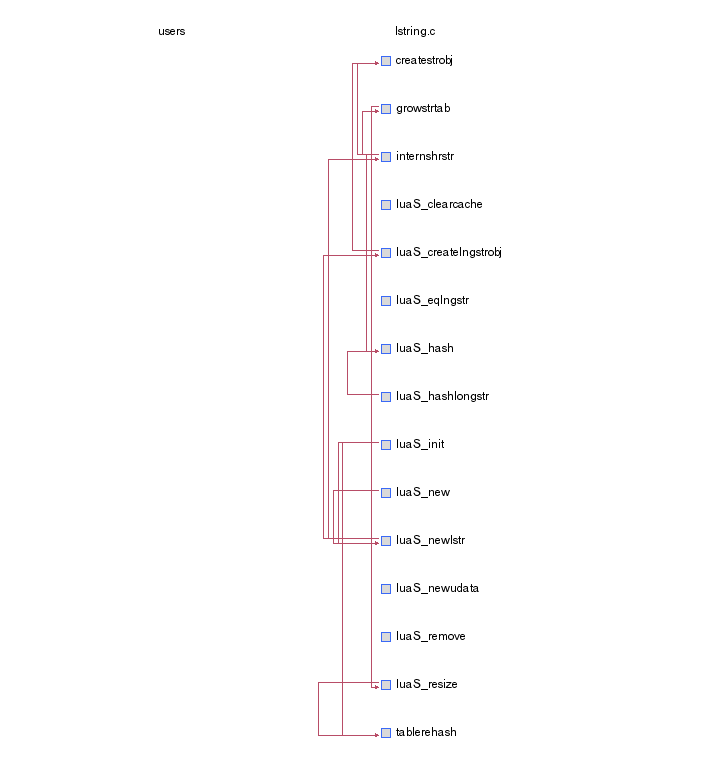 users
lstring.c
createstrobj
growstrtab
internshrstr
luaS_clearcache
luaS_createlngstrobj
luaS_eqlngstr
luaS_hash
luaS_hashlongstr
luaS_init
luaS_new
luaS_newlstr
luaS_newudata
luaS_remove
luaS_resize
tablerehash